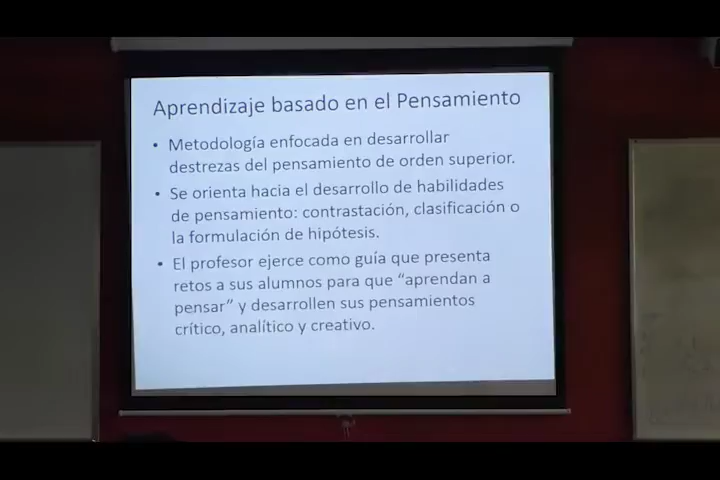 Aprendizaje basado en el Pensamiento
• Metodología enfocada en desarrollar
destrezas del pensamiento de orden superior.
• Se orienta hacia el desarrollo de habilidades
de pensamiento: contrastación, clasificación o
la formulación de hipótesis.
• El profesor ejerce como guía que presenta
retos a sus alumnos para que “aprendan a
pensar” y desarrollen sus pensamientos
crítico, analítico y creativo.